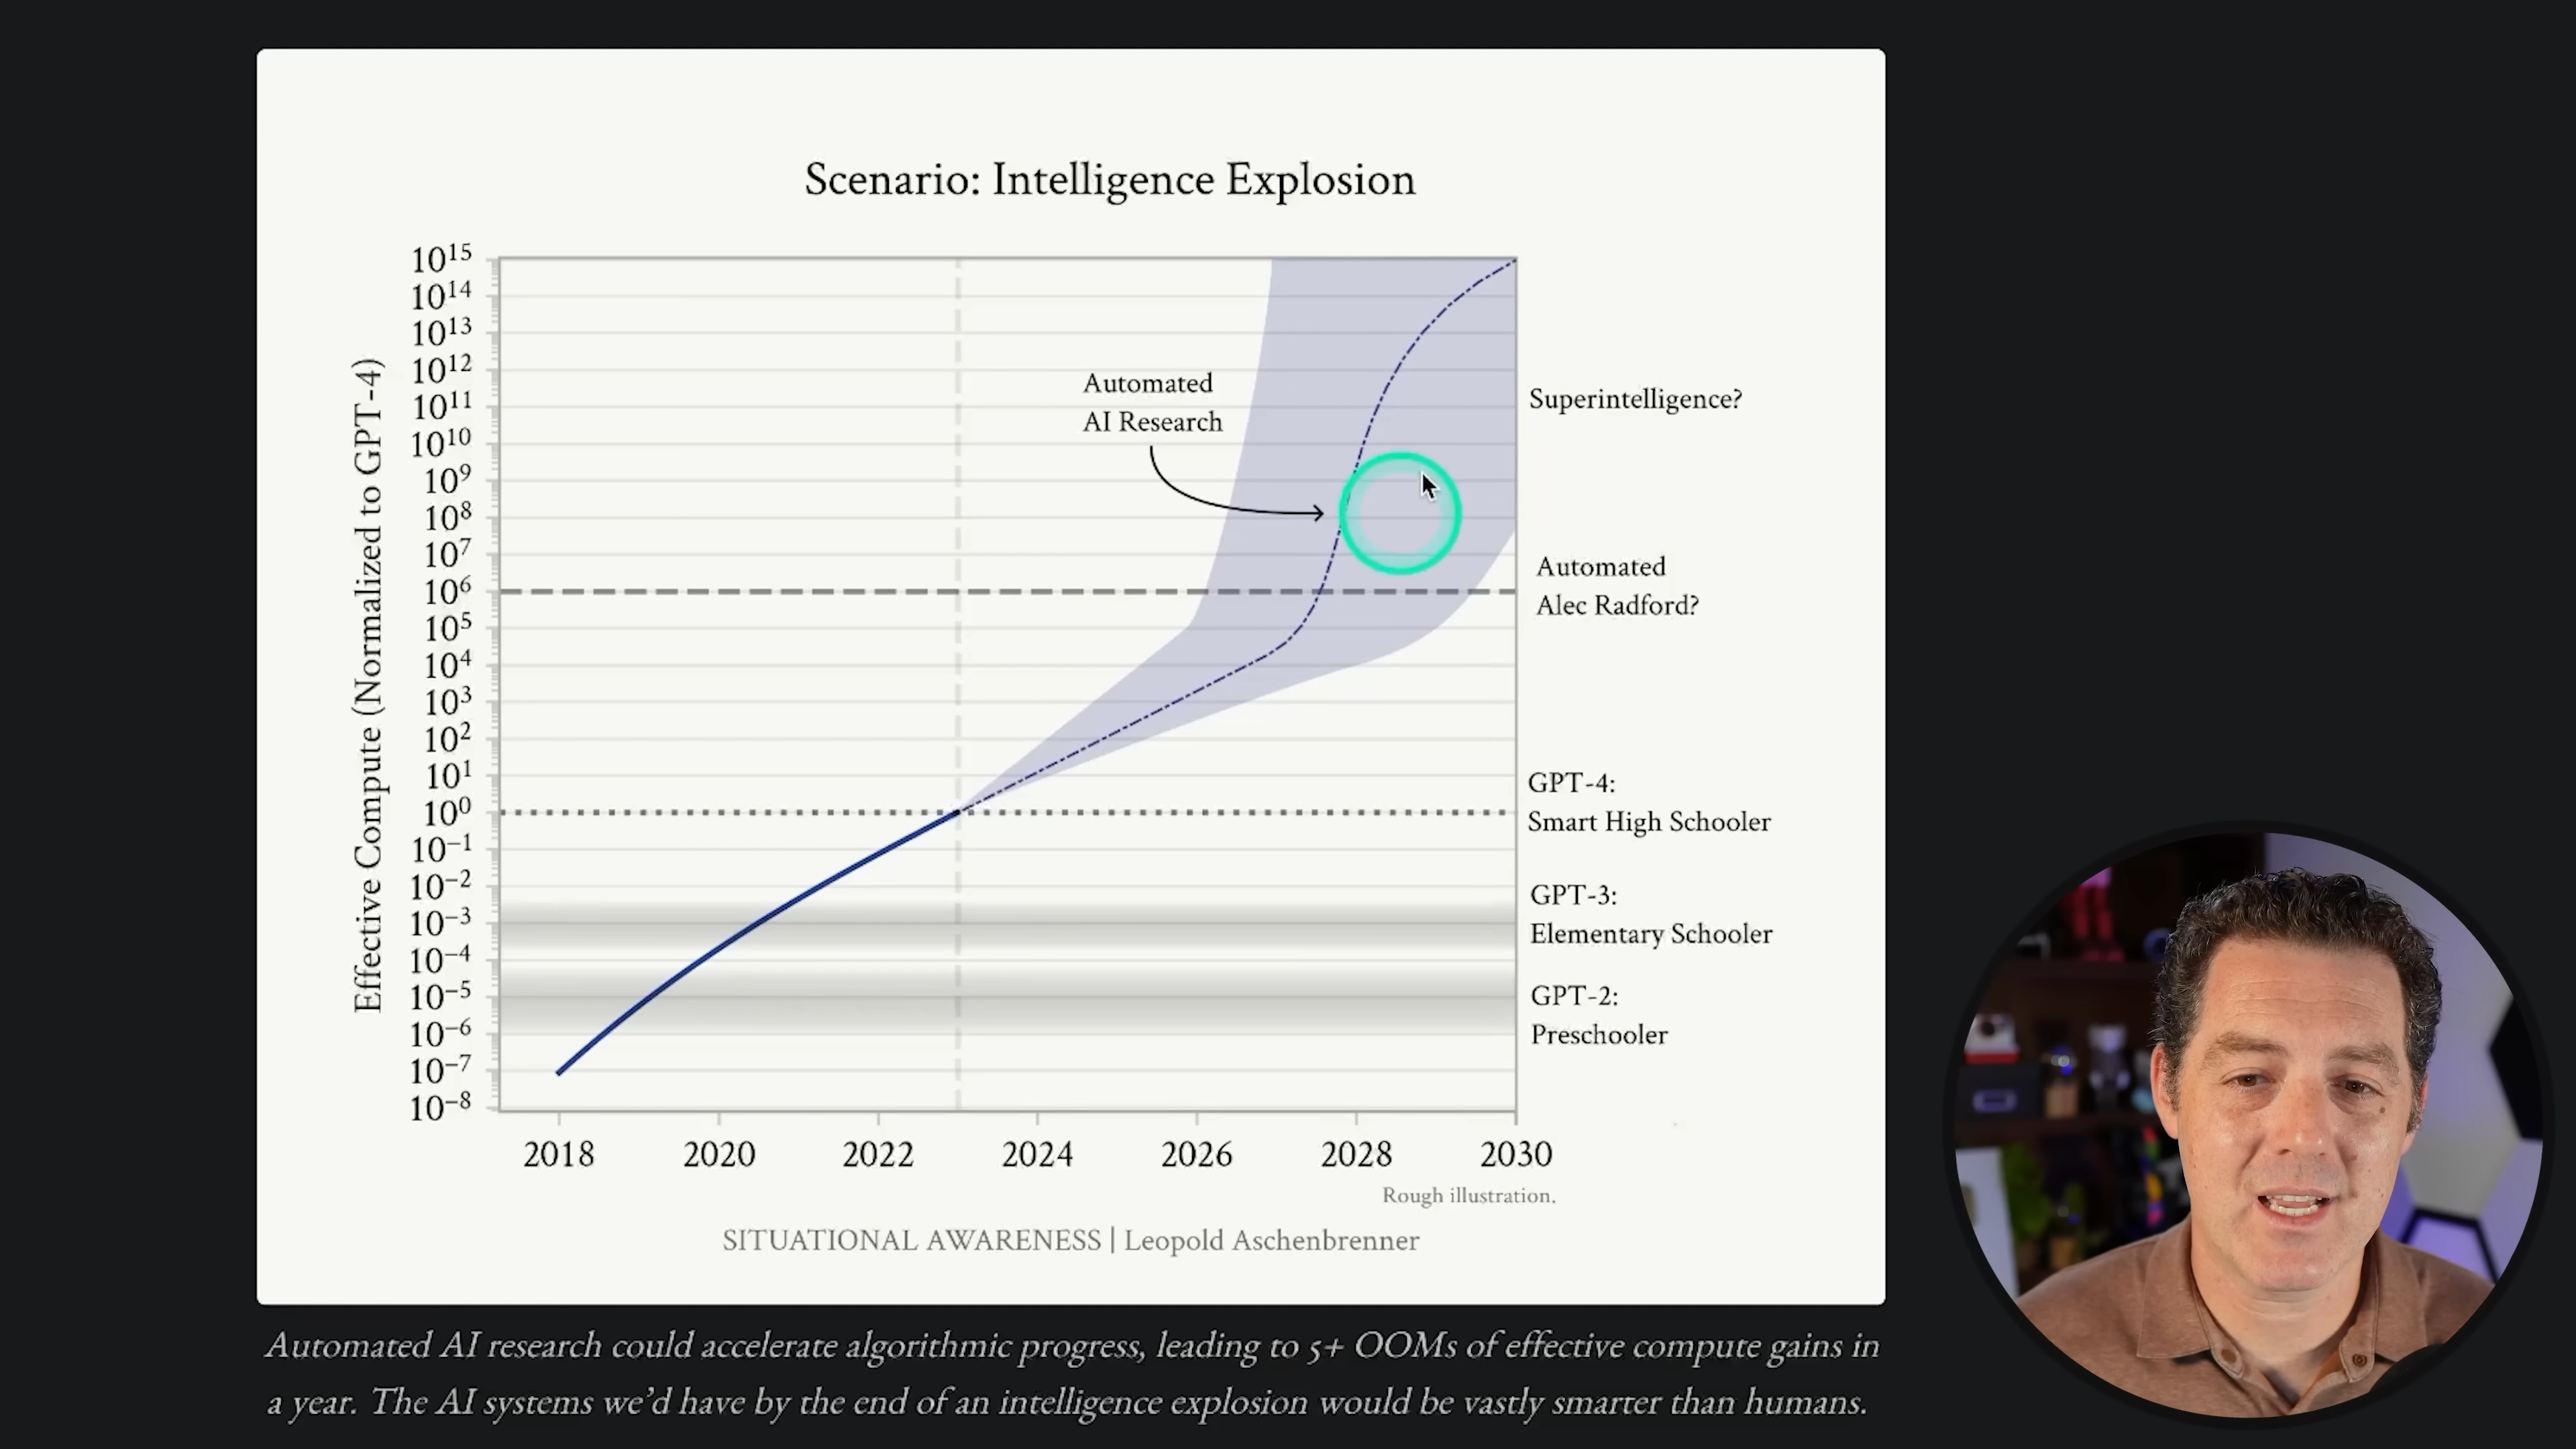 Scenario: Intelligence Explosion
Effective Compute (Normalized to GPT-4)
10¹⁵
10¹⁴
10¹³
10¹²
10¹¹
10¹⁰
10⁹
10⁸
10⁷
10⁶
10⁵
10⁴
10³
10²
10¹
10⁰
10⁻¹
10⁻²
10⁻³
10⁻⁴
10⁻⁵
10⁻⁶
10⁻⁷
10⁻⁸
Automated
AI Research
Superintelligence?
Automated
Alec Radford?
GPT-4:
Smart High Schooler
GPT-3:
Elementary Schooler
GPT-2:
Preschooler
2018 2020 2022 2024 2026 2028 2030
Rough illustration.
SITUATIONAL AWARENESS | Leopold Aschenbrenner
Automated AI research could accelerate algorithmic progress, leading to 5+ OOMs of effective compute gains in
a year. The AI systems we’d have by the end of an intelligence explosion would be vastly smarter than humans.